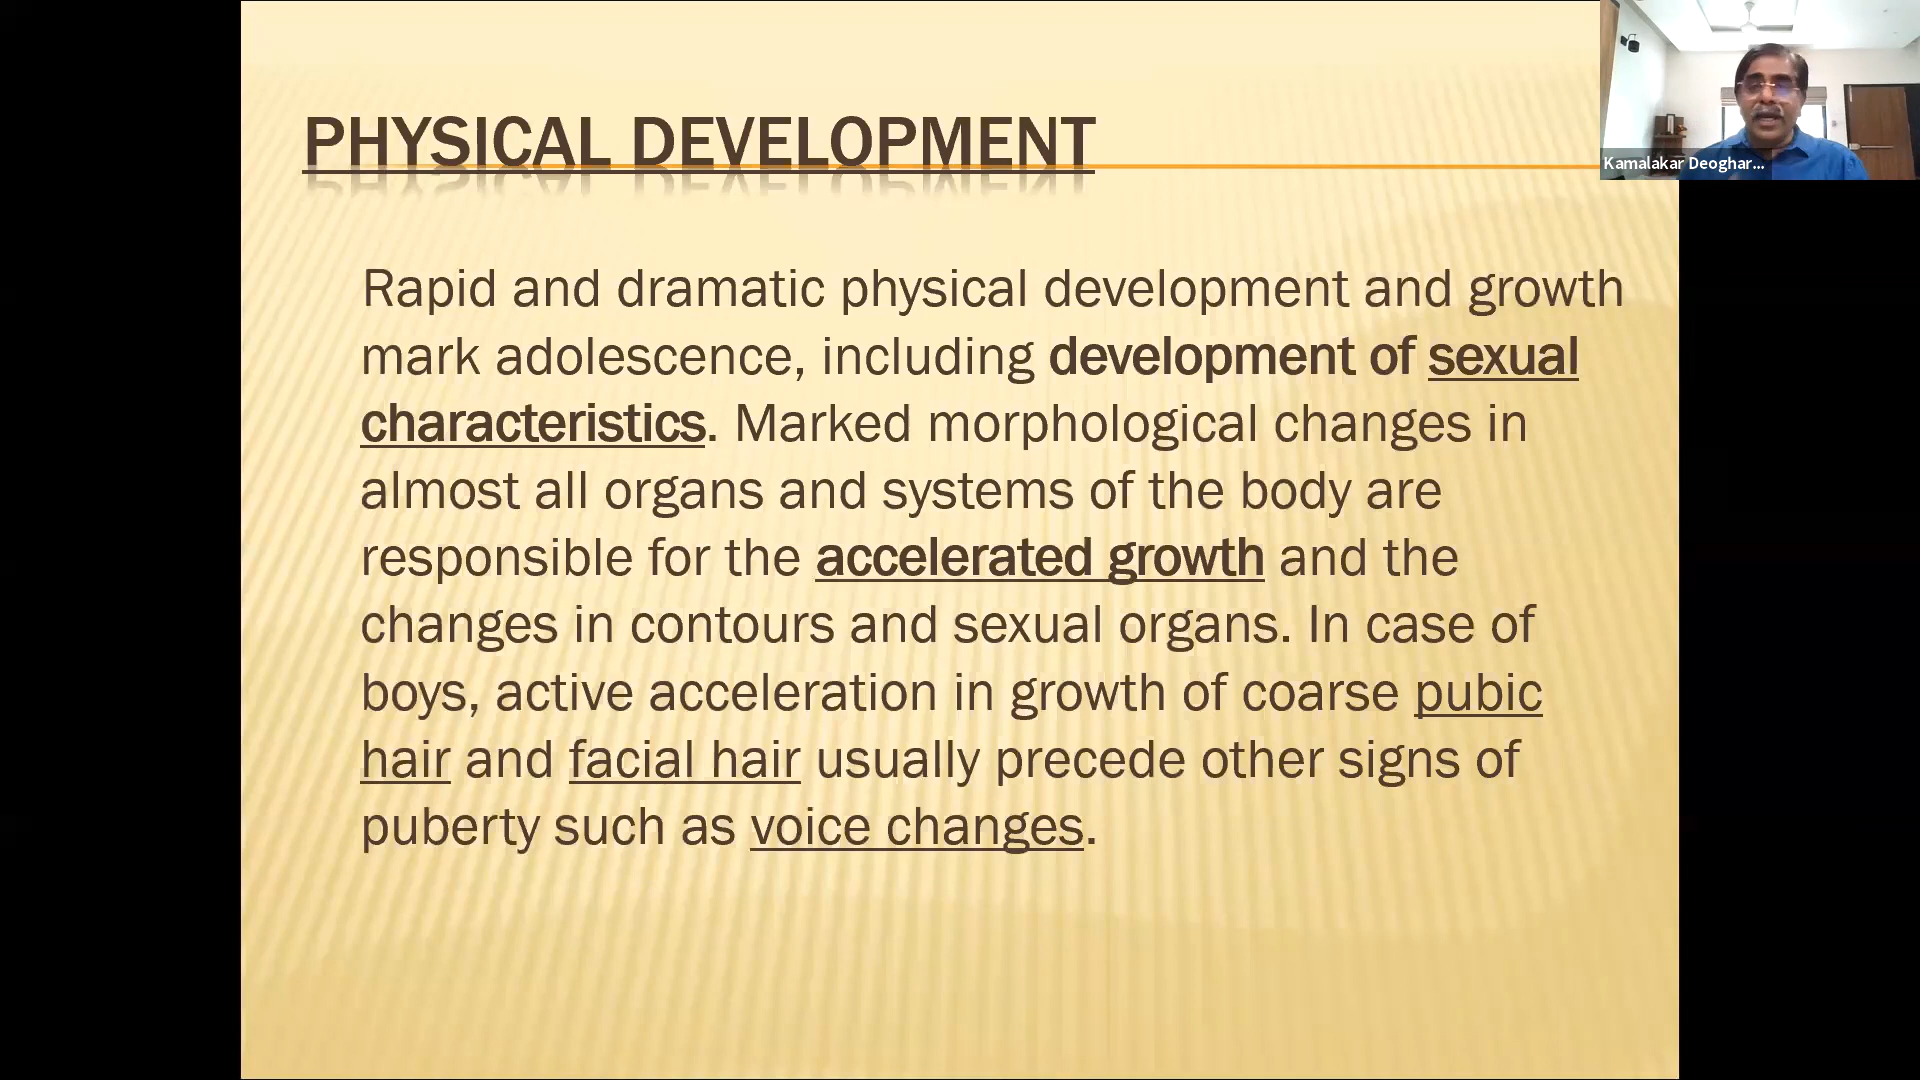 PHYSICAL DEVELOPMENT
Kamalakar Deoghar...
Rapid and dramatic physical development and growth
mark adolescence, including development of sexual
characteristics. Marked morphological changes in
almost all organs and systems of the body are
responsible for the accelerated growth and the
changes in contours and sexual organs. In case of
boys, active acceleration in growth of coarse pubic
hair and facial hair usually precede other signs of
puberty such as voice changes.